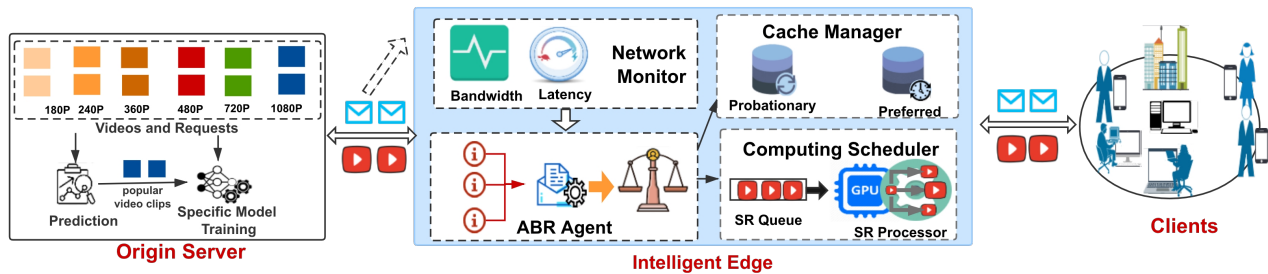 180P 240P 360P 480P 720P 1080P
Videos and Requests
Prediction
popular
video clips
Specific Model
Training
Origin Server
Network
Monitor
Bandwidth
Latency
ABR Agent
Cache Manager
Probationary
Preferred
Computing Scheduler
SR Queue
GPU
SR Processor
Intelligent Edge
Clients